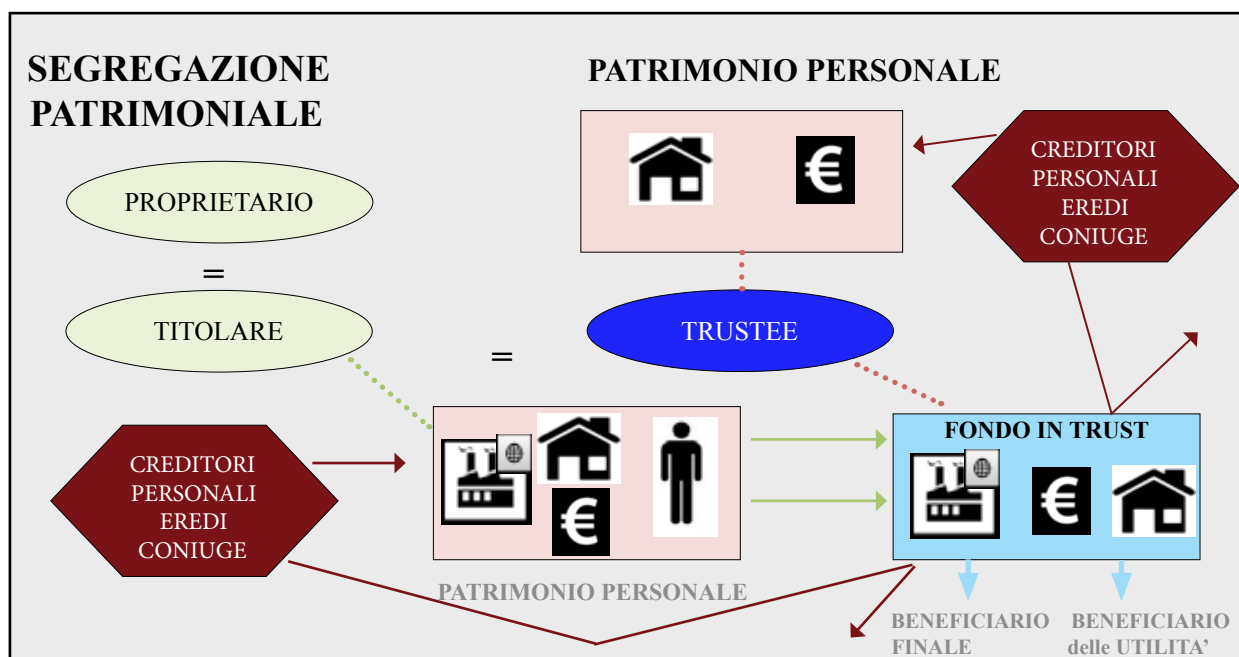 SEGREGAZIONE
PATRIMONIALE
PATRIMONIO PERSONALE
PROPRIETARIO
=
TITOLARE
=
TRUSTEE
CREDITORI
PERSONALI
EREDI
CONIUGE
CREDITORI
PERSONALI
EREDI
CONIUGE
€
€
PATRIMONIO PERSONALE
FONDO IN TRUST
€
BENEFICIARIO
FINALE
BENEFICIARIO
delle UTILITA’